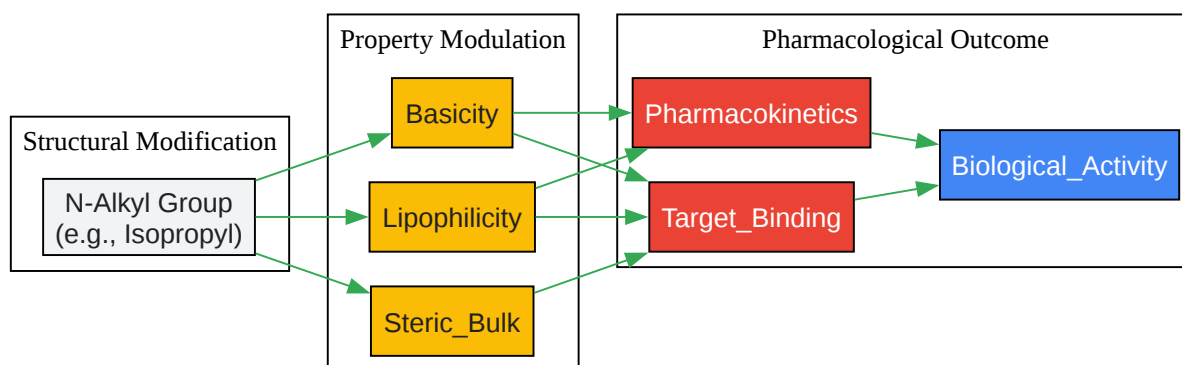 Structural Modification
N-Alkyl Group
(e.g., Isopropyl)
Property Modulation
Basicity
Lipophilicity
Steric_Bulk
Pharmacological Outcome
Pharmacokinetics
Target_Binding
Biological_Activity